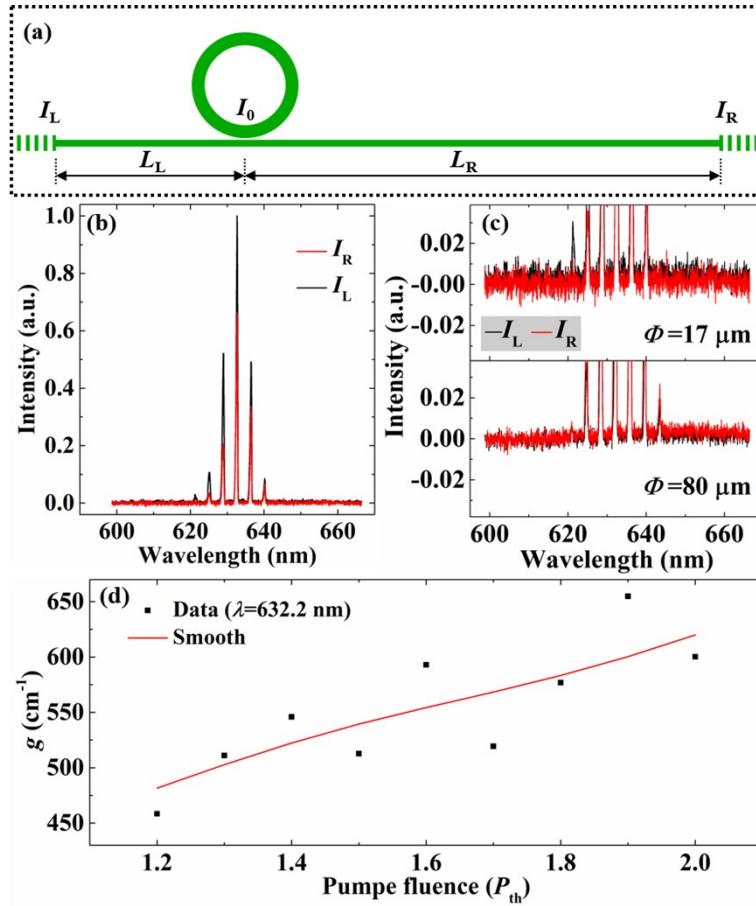 (a)
I₀
I_L
I_R
L_L
L_R
(b)
I_R
I_L
Intensity (a.u.)
1.0
0.8
0.6
0.4
0.2
0.0
600 620 640 660
Wavelength (nm)
(c)
Intensity (a.u.)
0.02
-0.00
-0.02
I_L I_R
Φ=17 μm
0.02
0.00
-0.02
Φ=80 μm
600 620 640 660
Wavelength (nm)
(d)
Data (λ=632.2 nm)
Smooth
g (cm⁻¹)
650
600
550
500
450
1.2 1.4 1.6 1.8 2.0
Pumpe fluence (P_th)